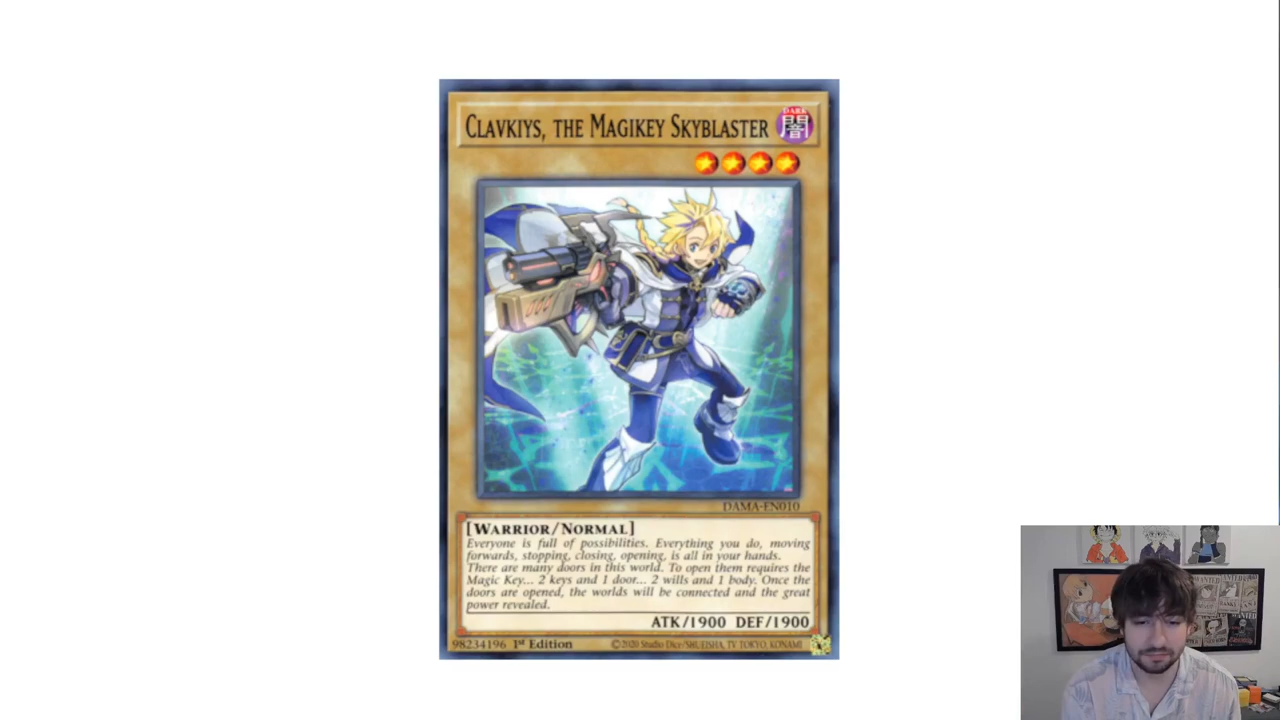 CLAVKIYS, THE MAGIKEY SKYBLASTER
DARK
闇
DAMA-EN010
[WARRIOR/NORMAL]
Everyone is full of possibilities. Everything you do, moving
forwards, stopping, closing, opening, is all in your hands.
There are many doors in this world. To open them requires the
Magic Key... 2 keys and 1 door... 2 wills and 1 body. Once the
doors are opened, the worlds will be connected and the great
power revealed.
ATK/1900 DEF/1900
98234196 1st Edition ©2020 Studio Dice/SHUEISHA, TV TOKYO, KONAMI
WANTED WANTED